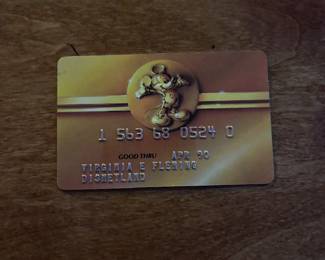 1 563 68 0524 0
GOOD THRU APR 90
VIRGINIA E FLEMING
DISNEYLAND